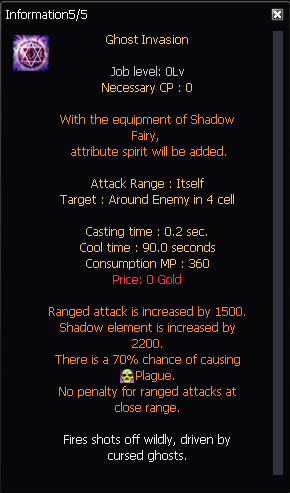 Information5/5
Ghost Invasion
Job level: 0Lv
Necessary CP : 0
With the equipment of Shadow
Fairy,
attribute spirit will be added.
Attack Range : Itself
Target : Around Enemy in 4 cell
Casting time : 0.2 sec.
Cool time : 90.0 seconds
Consumption MP : 360
Price: 0 Gold
Ranged attack is increased by 1500.
Shadow element is increased by
2200.
There is a 70% chance of causing
Plague.
No penalty for ranged attacks at
close range.
Fires shots off wildly, driven by
cursed ghosts.